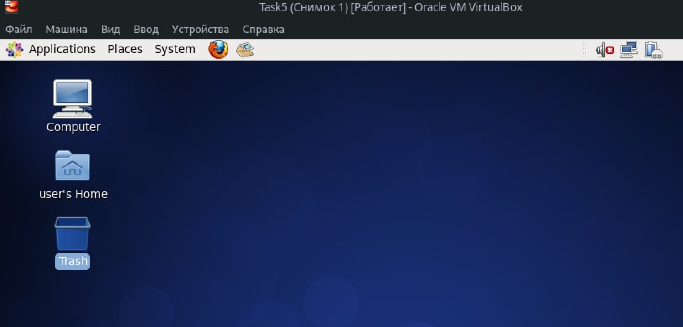 Task5 (Снимок 1) [Работает] - Oracle VM VirtualBox
Файл Машина Вид Ввод Устройства Справка
Applications Places System
Computer
user's Home
Trash